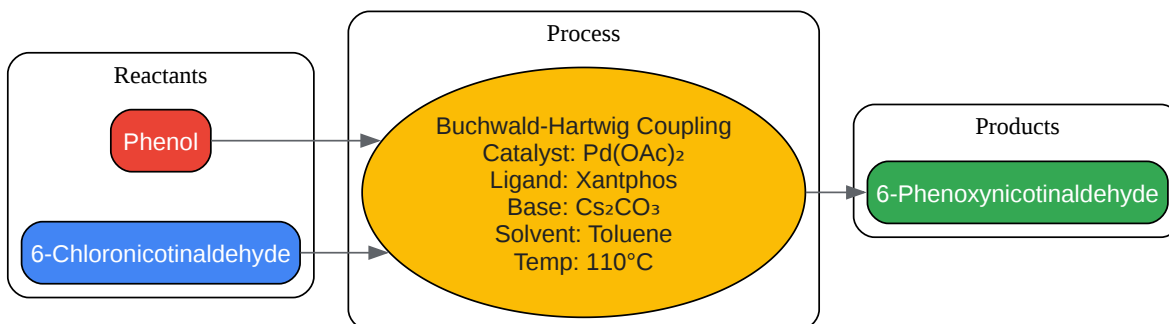 Reactants
Phenol
6-Chloronicotinaldehyde
Process
Buchwald-Hartwig Coupling
Catalyst: Pd(OAc)₂
Ligand: Xantphos
Base: Cs₂CO₃
Solvent: Toluene
Temp: 110°C
Products
6-Phenoxynicotinaldehyde